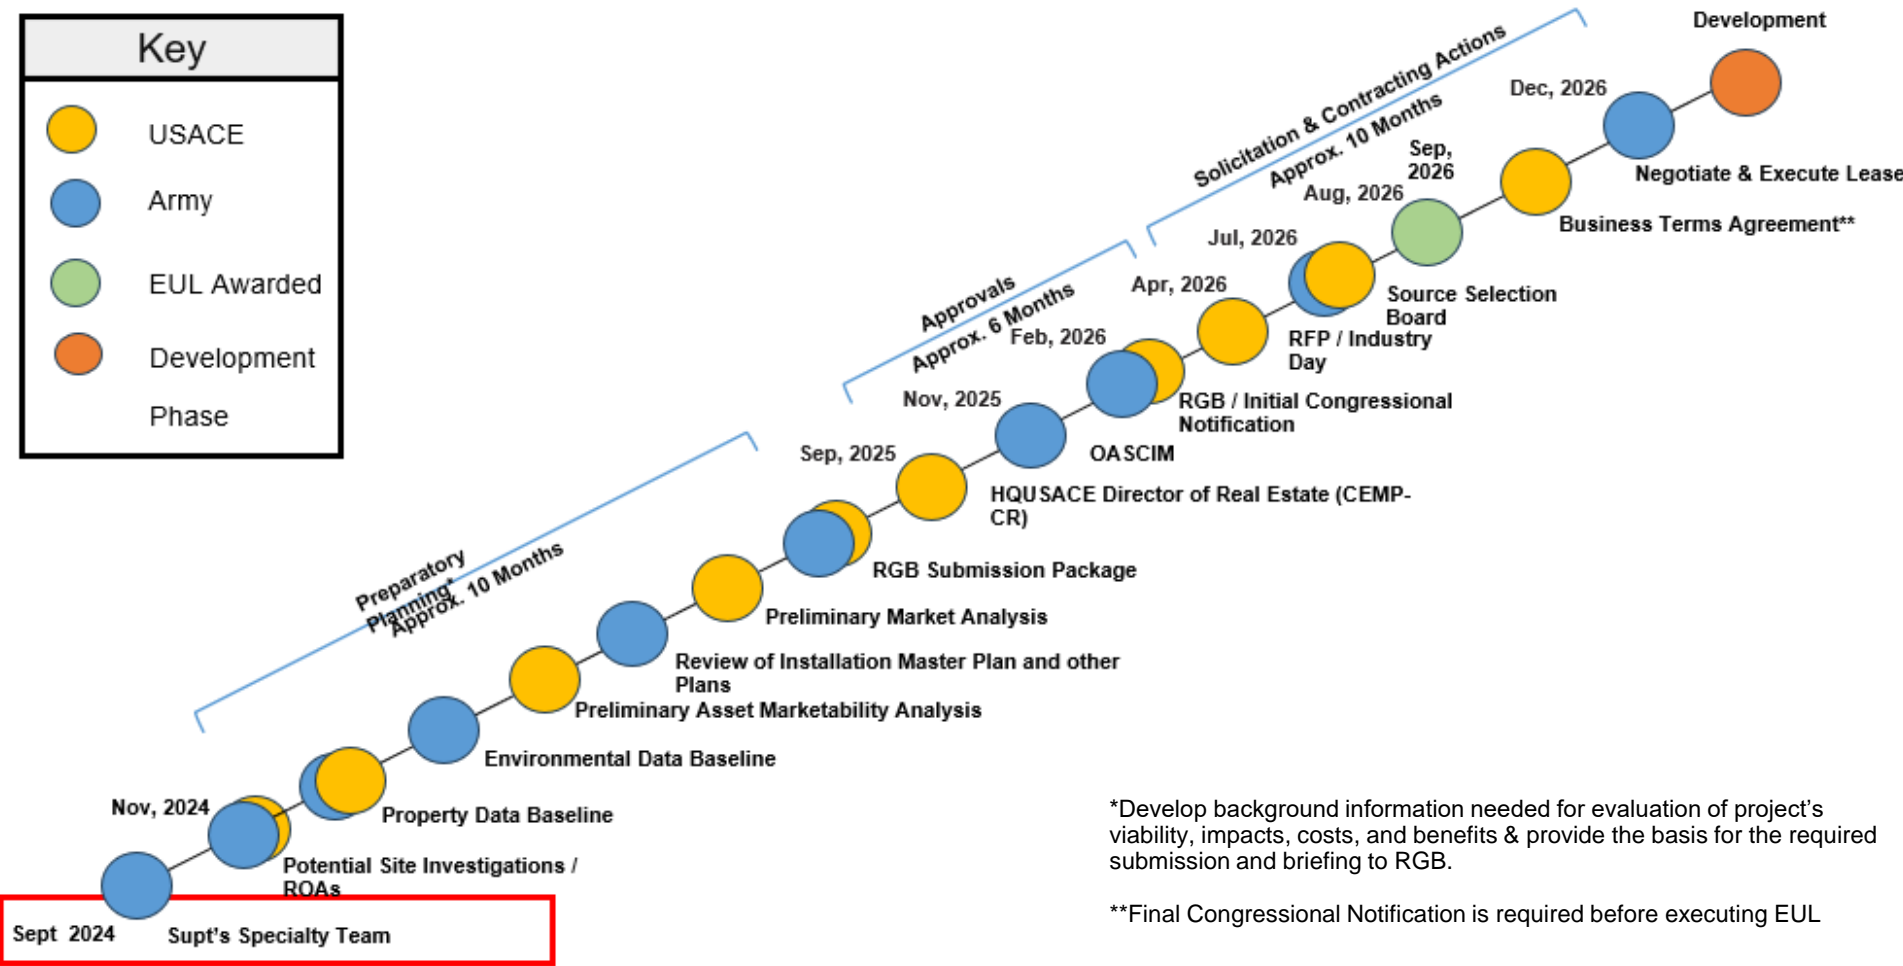 Key
USACE
Army
EUL Awarded
Development
Phase
Development
Dec, 2026
Solicitation & Contracting Actions
Approx. 10 Months
Negotiate & Execute Lease
Sep,
2026
Business Terms Agreement**
Aug, 2026
Source Selection
Board
Jul, 2026
RFP / Industry
Day
Apr, 2026
Approvals
Approx. 6 Months
Feb, 2026
RGB / Initial Congressional
Notification
Nov, 2025
OASCIM
Sep, 2025
HQUSACE Director of Real Estate (CEMP-
CR)
RGB Submission Package
Preparatory
Planning*
Approx. 10 Months
Preliminary Market Analysis
Review of Installation Master Plan and other
Plans
Preliminary Asset Marketability Analysis
Environmental Data Baseline
Property Data Baseline
Nov, 2024
Potential Site Investigations /
ROAs
Sept 2024
Supt's Specialty Team
*Develop background information needed for evaluation of project's
viability, impacts, costs, and benefits & provide the basis for the required
submission and briefing to RGB.
**Final Congressional Notification is required before executing EUL